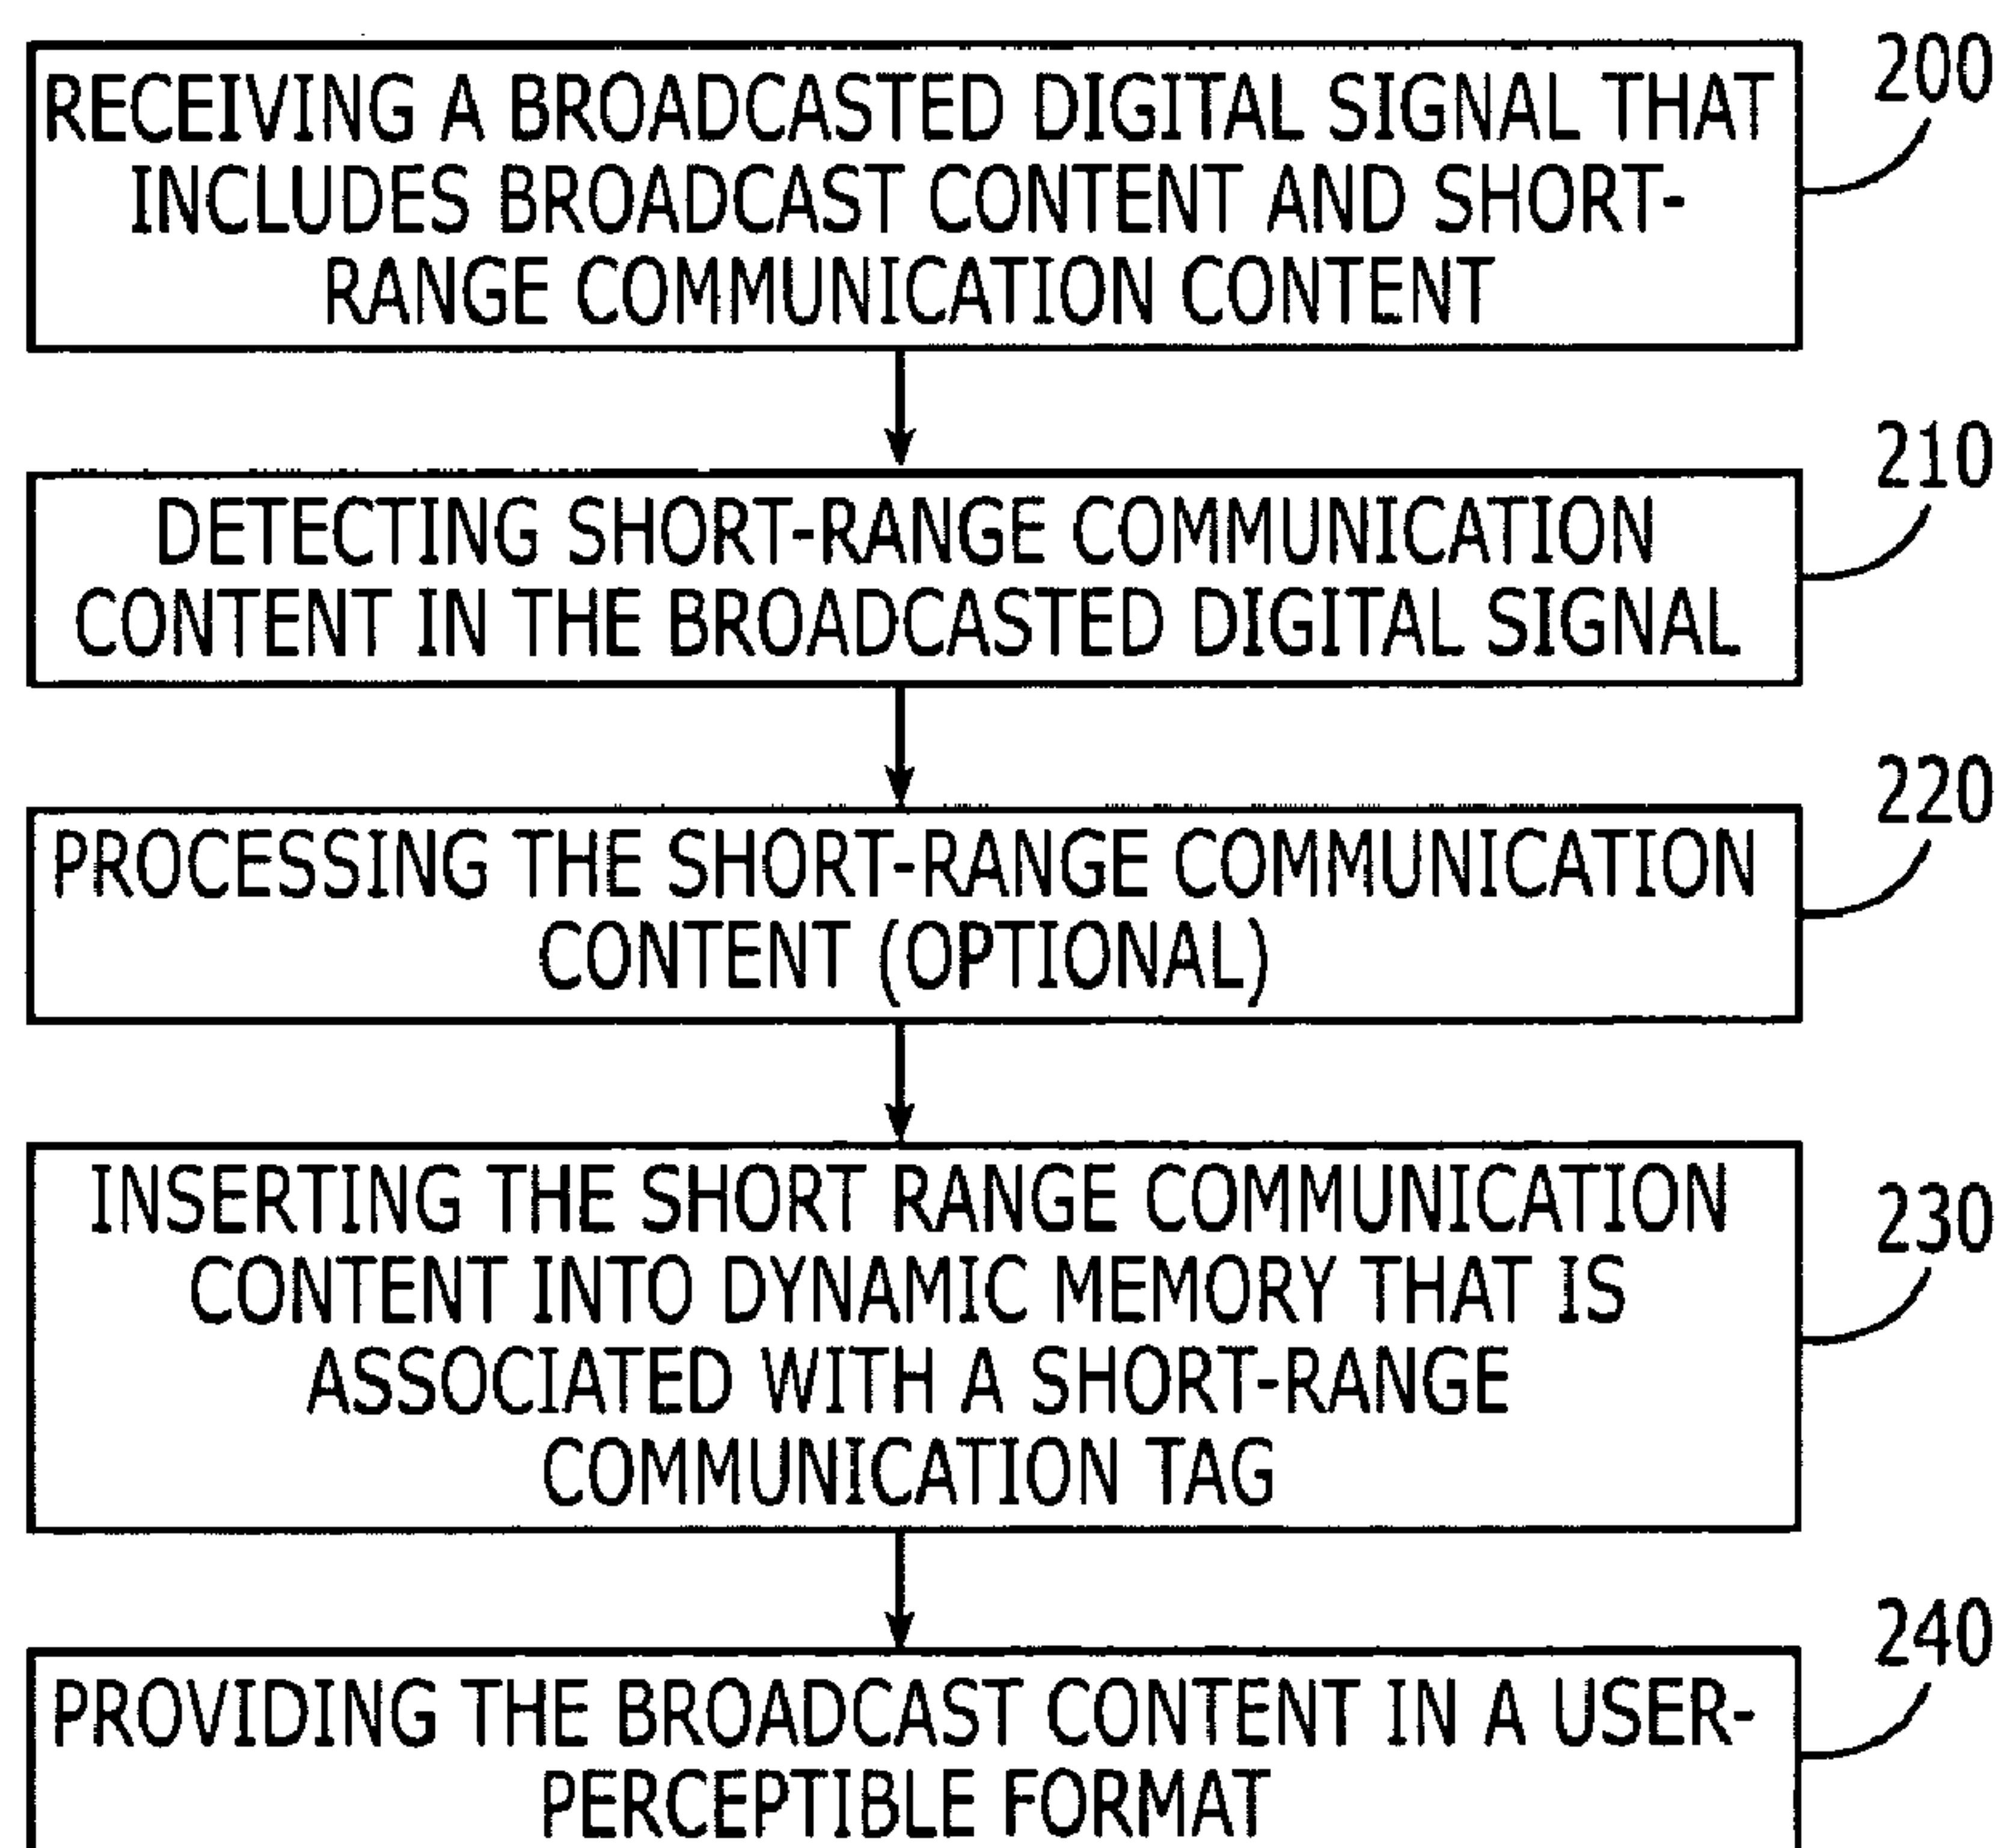 200
RECEIVING A BROADCASTED DIGITAL SIGNAL THAT
INCLUDES BROADCAST CONTENT AND SHORT-
RANGE COMMUNICATION CONTENT
210
DETECTING SHORT-RANGE COMMUNICATION
CONTENT IN THE BROADCASTED DIGITAL SIGNAL
220
PROCESSING THE SHORT-RANGE COMMUNICATION
CONTENT (OPTIONAL)
230
INSERTING THE SHORT RANGE COMMUNICATION
CONTENT INTO DYNAMIC MEMORY THAT IS
ASSOCIATED WITH A SHORT-RANGE
COMMUNICATION TAG
240
PROVIDING THE BROADCAST CONTENT IN A USER-
PERCEPTIBLE FORMAT